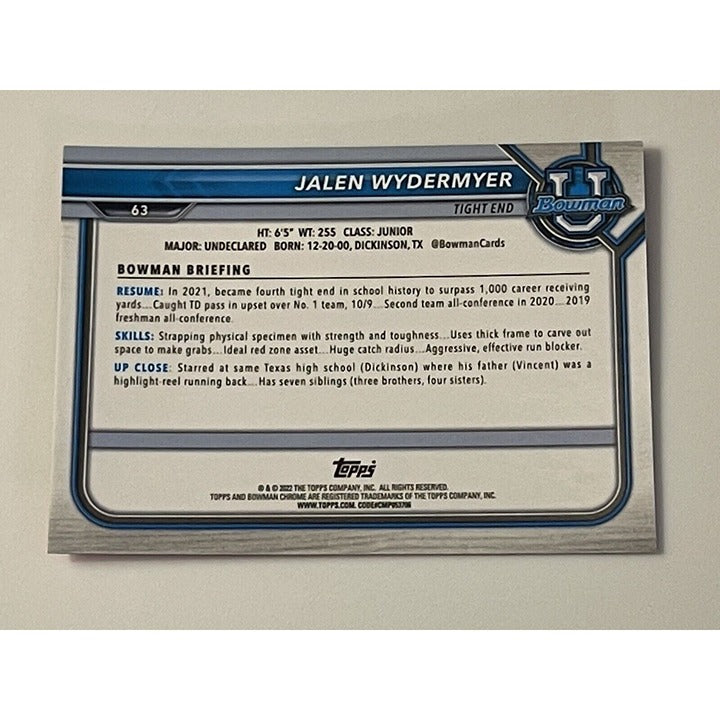 JALEN WYDERMYER
63
TIGHT END
U
Bowman
HT: 6'5" WT: 255 CLASS: JUNIOR
MAJOR: UNDECLARED BORN: 12-20-00, DICKINSON, TX @BowmanCards
BOWMAN BRIEFING
RESUME: In 2021, became fourth tight end in school history to surpass 1,000 career receiving
yards....Caught TD pass in upset over No. 1 team, 10/9....Second team all-conference in 2020....2019
freshman all-conference.
SKILLS: Strapping physical specimen with strength and toughness....Uses thick frame to carve out
space to make grabs....Ideal red zone asset....Huge catch radius....Aggressive, effective run blocker.
UP CLOSE: Starred at same Texas high school (Dickinson) where his father (Vincent) was a
highlight-reel running back....Has seven siblings (three brothers, four sisters).
Topps
® & © 2022 THE TOPPS COMPANY, INC. ALL RIGHTS RESERVED.
TOPPS AND BOWMAN CHROME ARE REGISTERED TRADEMARKS OF THE TOPPS COMPANY, INC.
WWW.TOPPS.COM. CODE#CMP053706